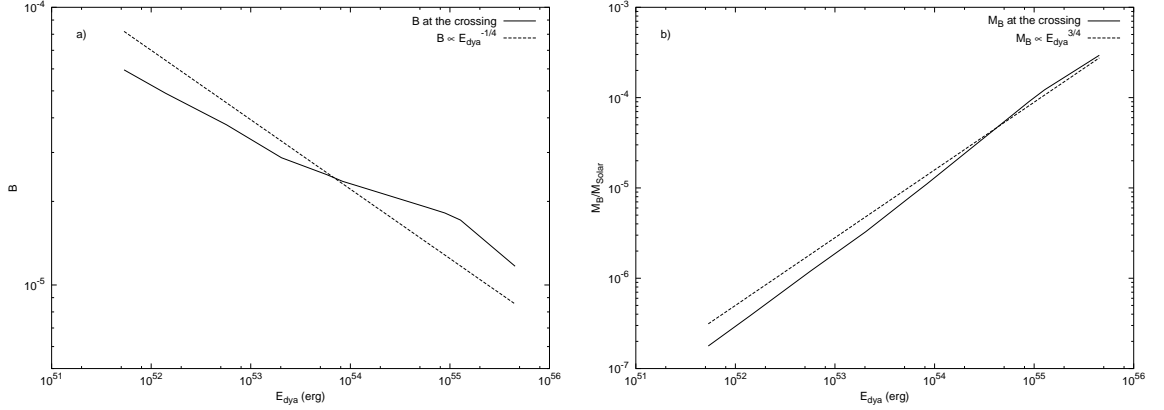 a)
B at the crossing
B ∝ E_dya^-1/4
10^-4
10^-5
B
10^51 10^52 10^53 10^54 10^55 10^56
E_dya (erg)
b)
M_B at the crossing
M_B ∝ E_dya^3/4
10^-3
10^-4
10^-5
10^-6
10^-7
M_B/M_Solar
10^51 10^52 10^53 10^54 10^55 10^56
E_dya (erg)